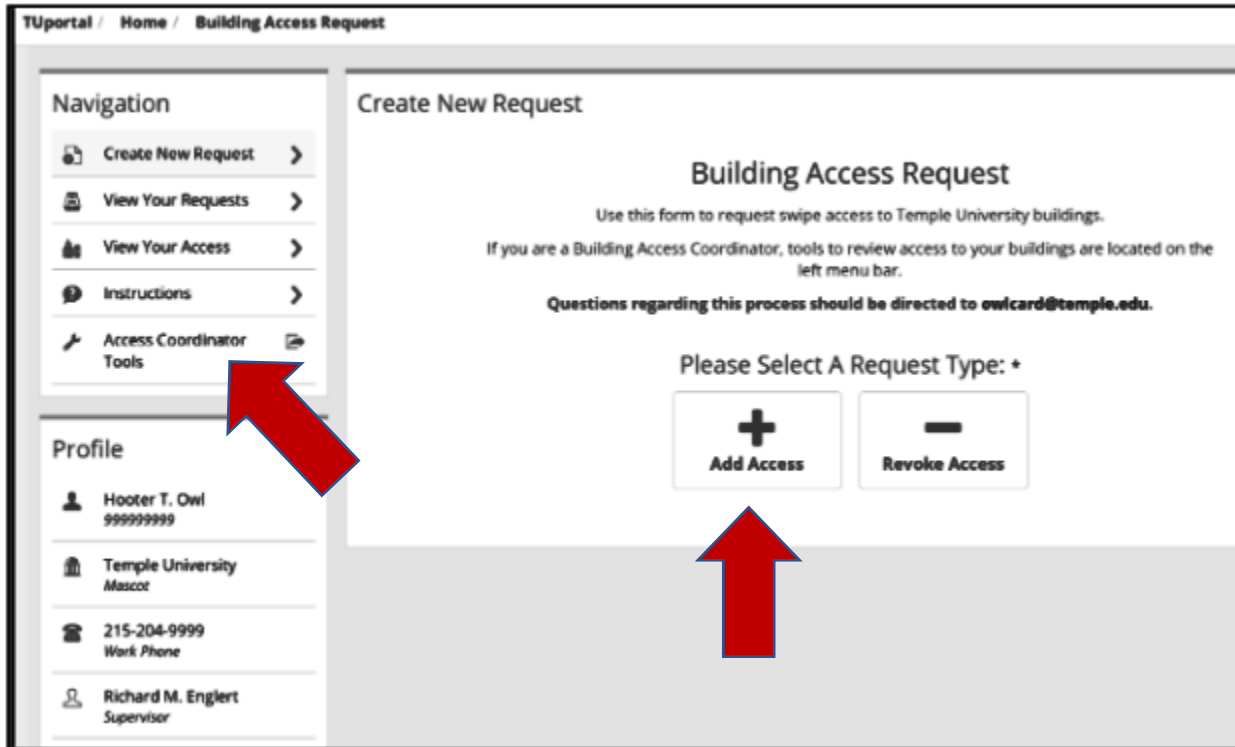 TUportal / Home / Building Access Request
Navigation
Create New Request
View Your Requests
View Your Access
Instructions
Access Coordinator
Tools
Profile
Hooter T. Owl
999999999
Temple University
Mascot
215-204-9999
Work Phone
Richard M. Englert
Supervisor
Create New Request
Building Access Request
Use this form to request swipe access to Temple University buildings.
If you are a Building Access Coordinator, tools to review access to your buildings are located on the
left menu bar.
Questions regarding this process should be directed to owlcard@temple.edu.
Please Select A Request Type: *
Add Access
Revoke Access